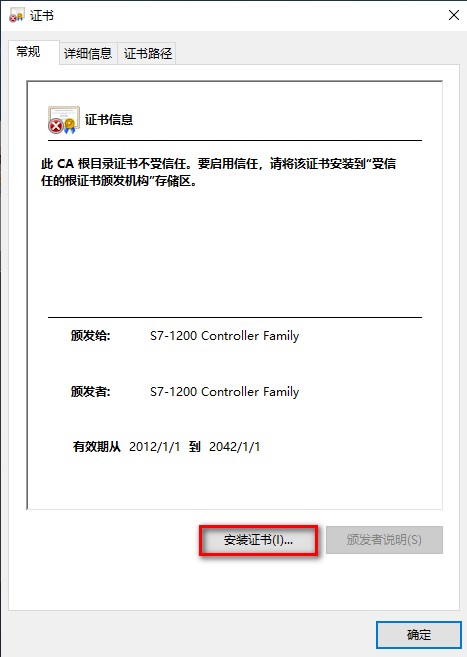 证书
常规
详细信息
证书路径
证书信息
此 CA 根目录证书不受信任。要启用信任，请将该证书安装到“受信
任的根证书颁发机构”存储区。
颁发给: S7-1200 Controller Family
颁发者: S7-1200 Controller Family
有效期从 2012/1/1 到 2042/1/1
安装证书(I)...
颁发者说明(S)
确定